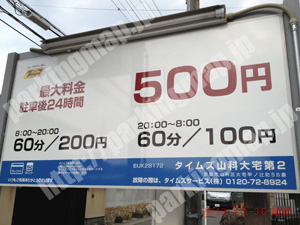 最大料金
駐車後24時間
500円
8:00~20:00
60分/200円
20:00~8:00
60分/100円
BUK28172
タイムズ山科大宅第2
故障の際は、タイムズサービス(株) 0120-72-8924